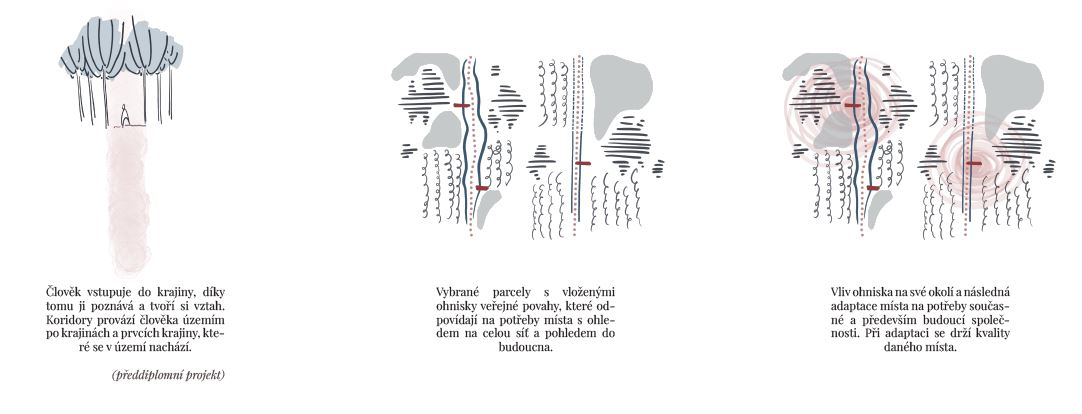 Člověk vstupuje do krajiny, díky
tomu ji poznává a tvoří si vztah.
Koridory provází člověka územím
po krajinách a prvcích krajiny, kte-
ré se v území nachází.
(předdiplomní projekt)
Vybrané parcely s vloženými
ohnisky veřejné povahy, které od-
povídají na potřeby místa s ohle-
dem na celou síť a pohledem do
budoucna.
Vliv ohniska na své okolí a následná
adaptace místa na potřeby součas-
né a především budoucí společ-
nosti. Při adaptaci se drží kvality
daného místa.